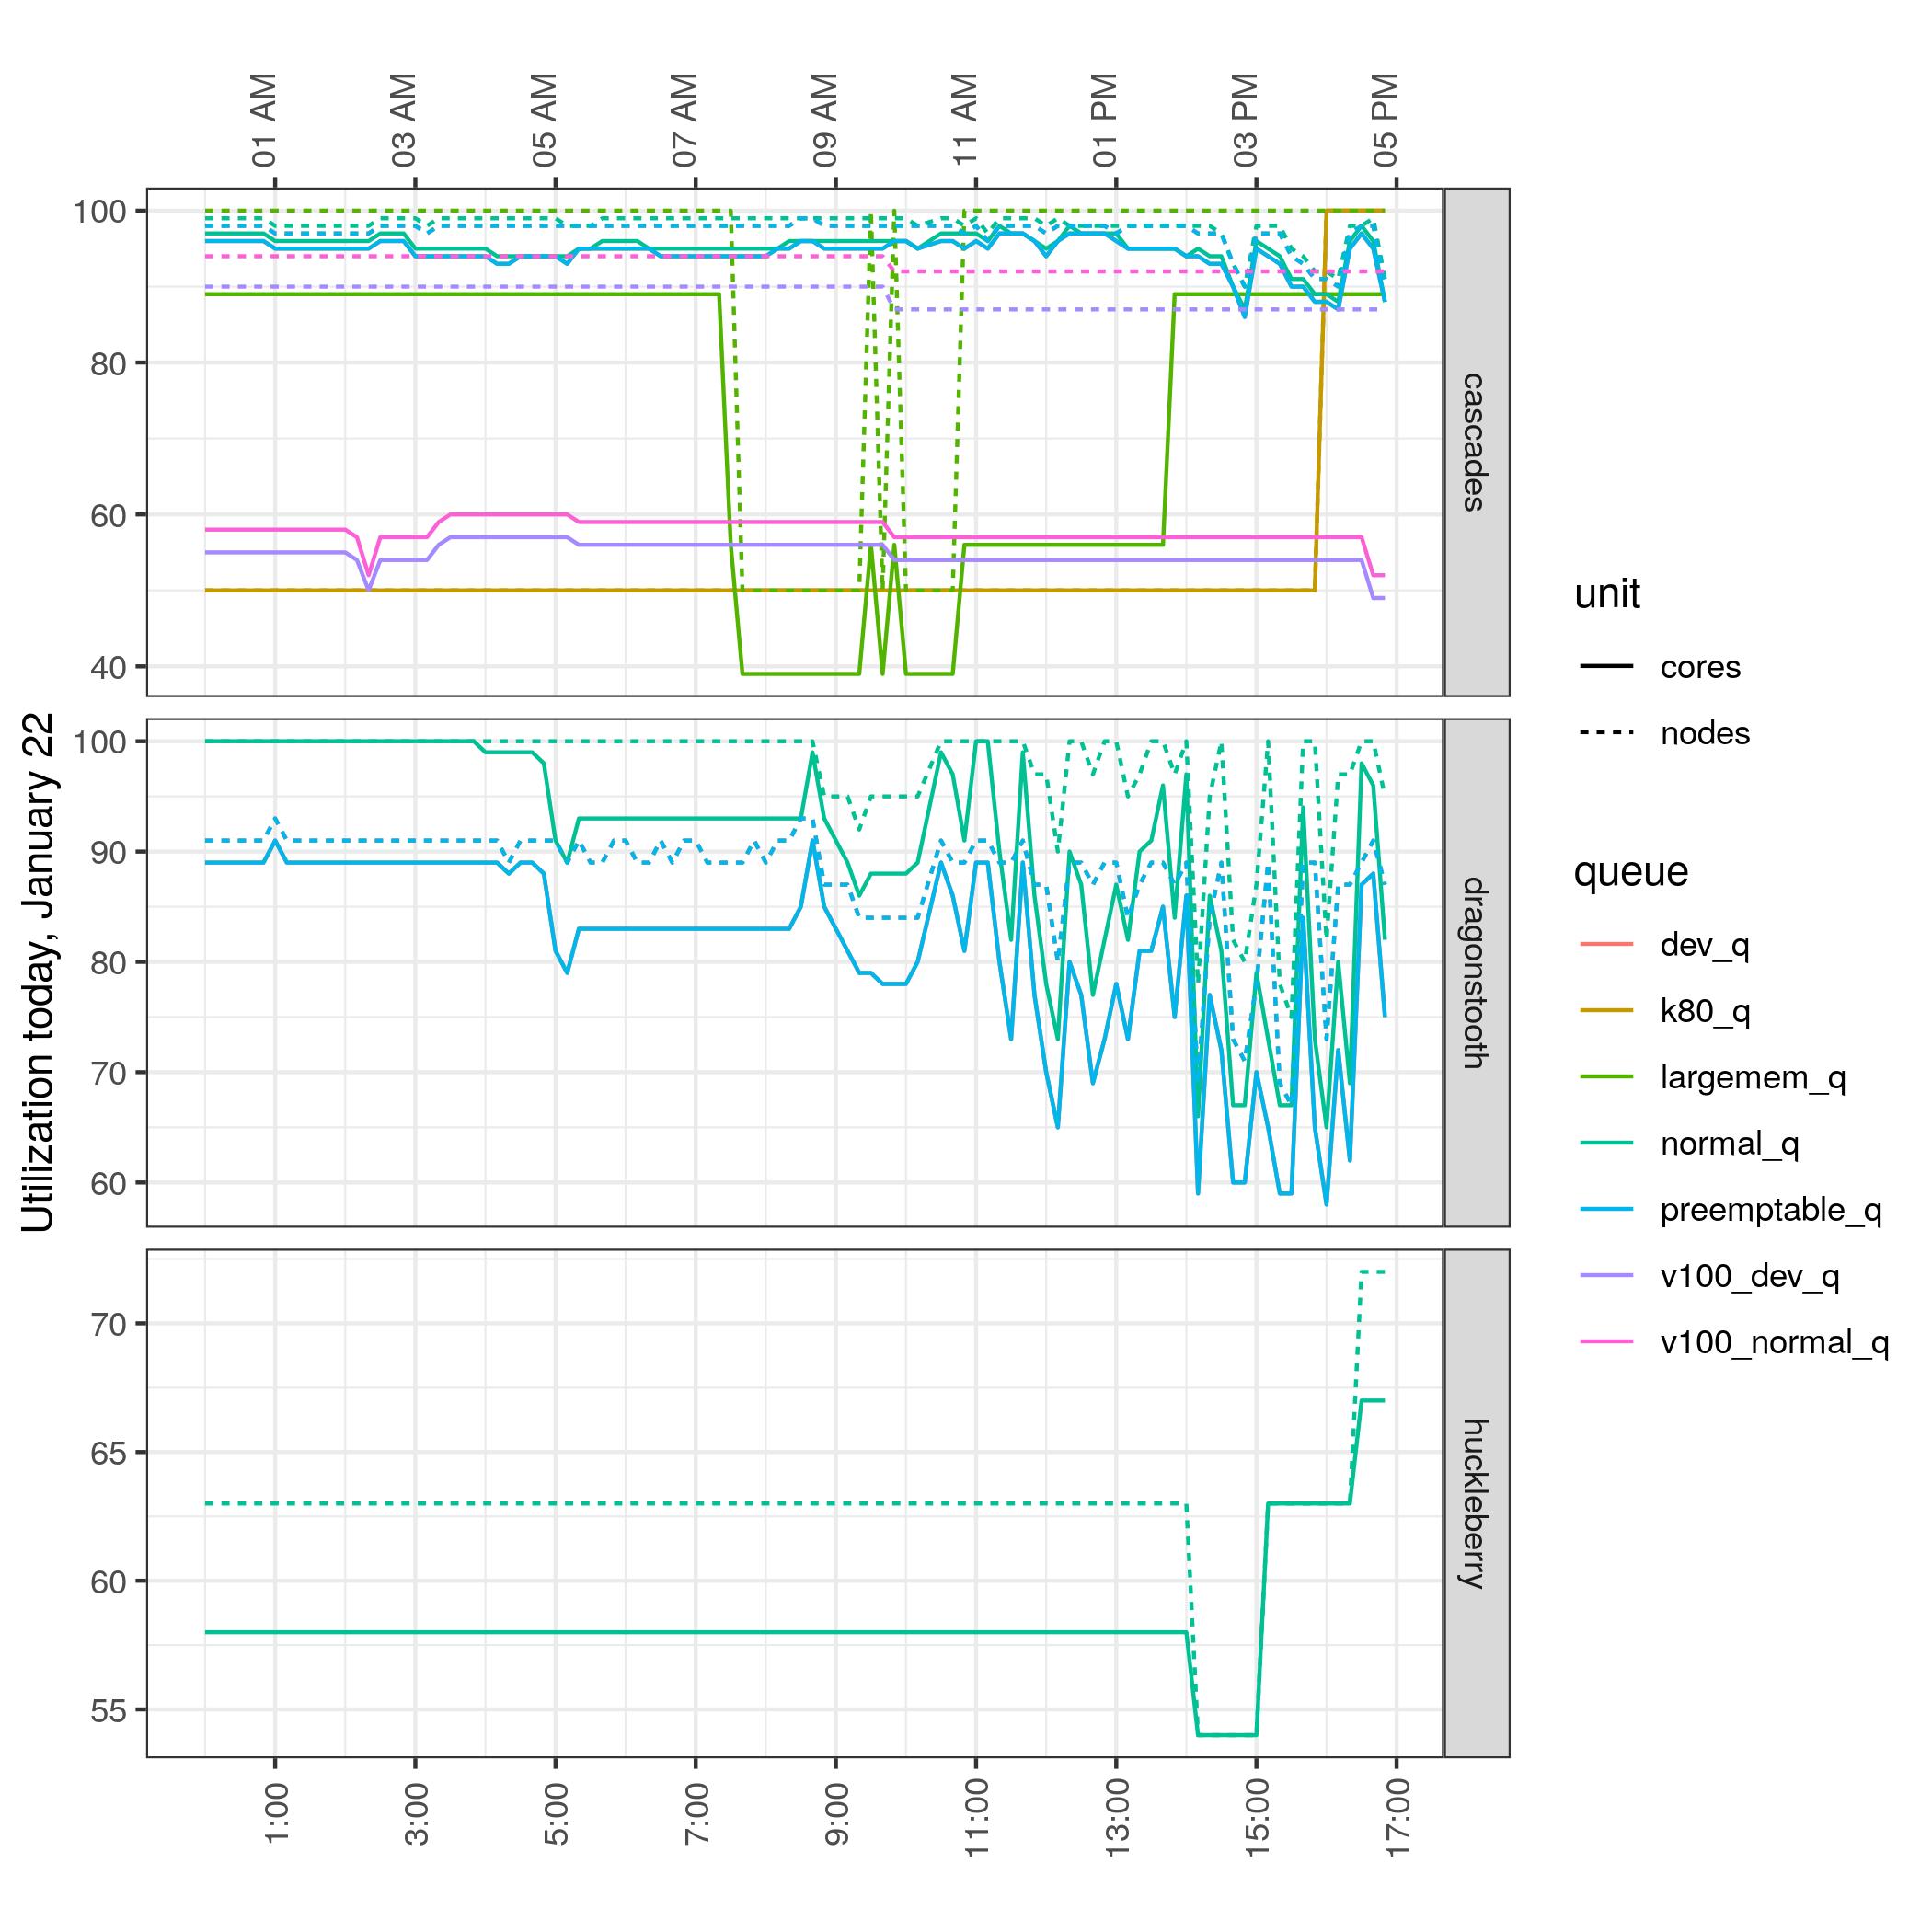 01 AM
03 AM
05 AM
07 AM
09 AM
11 AM
01 PM
03 PM
05 PM
100
80
60
40
cascades
Utilization today, January 22
100
90
80
70
60
dragonstooth
70
65
60
55
huckleberry
1:00
3:00
5:00
7:00
9:00
11:00
13:00
15:00
17:00
unit
cores
nodes
queue
dev_q
k80_q
largemem_q
normal_q
preemptable_q
v100_dev_q
v100_normal_q